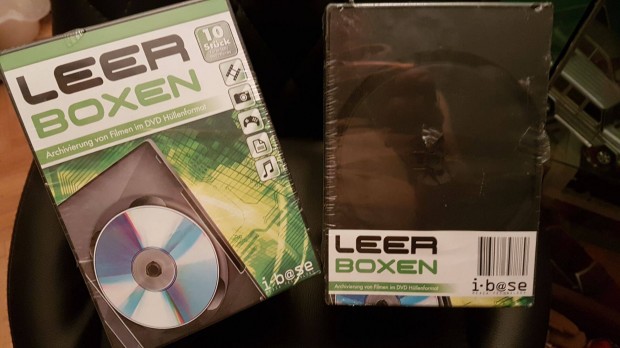 LEER
BOXEN
Archivierung von Filmen im DVD Hüllenformat
10
Stück
i·b@se
LEER
BOXEN
Archivierung von Filmen im DVD Hüllenformat
i·b@se